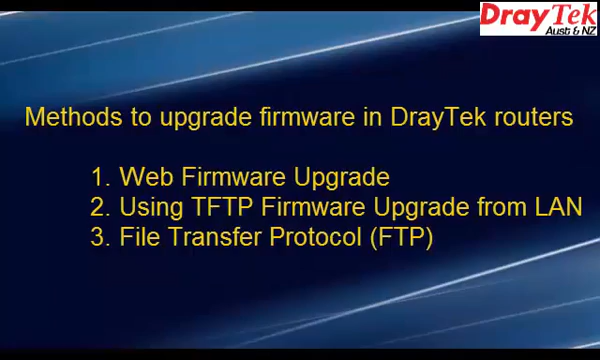 DrayTek
Aust & NZ
Methods to upgrade firmware in DrayTek routers
1. Web Firmware Upgrade
2. Using TFTP Firmware Upgrade from LAN
3. File Transfer Protocol (FTP)